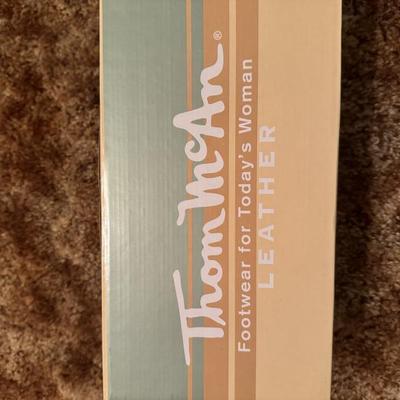 Thom McAn®
Footwear for Today's Woman
LEATHER